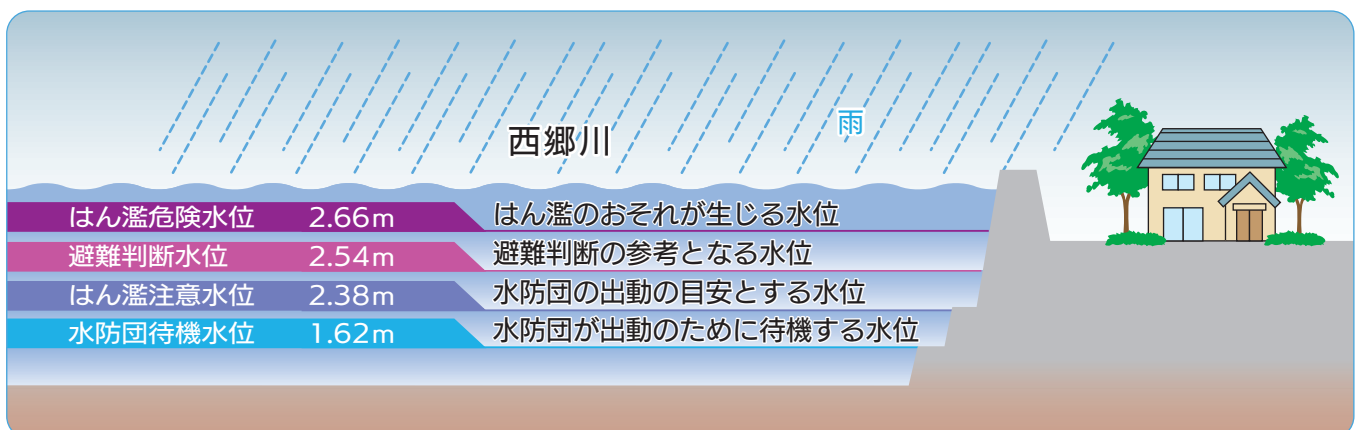 雨
西郷川
はん濫危険水位 2.66m はん濫のおそれが生じる水位
避難判断水位 2.54m 避難判断の参考となる水位
はん濫注意水位 2.38m 水防団の出動の目安とする水位
水防団待機水位 1.62m 水防団が出動のために待機する水位